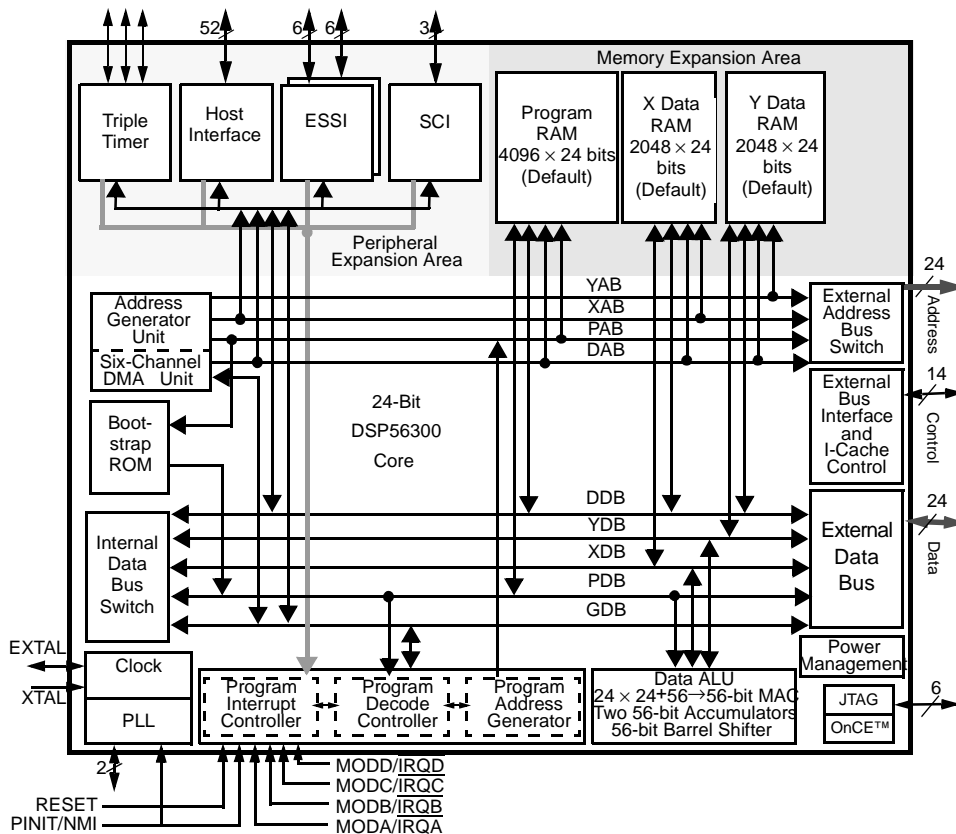 52
6
6
3
Memory Expansion Area
Triple
Timer
Host
Interface
ESSI
SCI
Program
RAM
4096 × 24 bits
(Default)
X Data
RAM
2048 × 24
bits
(Default)
Y Data
RAM
2048 × 24
bits
(Default)
Peripheral
Expansion Area
Address
Generator
Unit
Six-Channel
DMA Unit
YAB
XAB
PAB
DAB
External
Address
Bus
Switch
24
Address
Boot-
strap
ROM
24-Bit
DSP56300
Core
External
Bus
Interface
and
I-Cache
Control
14
Control
Internal
Data
Bus
Switch
DDB
YDB
XDB
PDB
GDB
External
Data
Bus
24
Data
EXTAL
XTAL
Clock
PLL
Program
Interrupt
Controller
Program
Decode
Controller
Program
Address
Generator
Data ALU
24 × 24+56→56-bit MAC
Two 56-bit Accumulators
56-bit Barrel Shifter
Power
Management
JTAG
OnCE™
6
2
RESET
PINIT/NMI
MODD/I̅R̅Q̅D̅
MODC/I̅R̅Q̅C̅
MODB/I̅R̅Q̅B̅
MODA/I̅R̅Q̅A̅